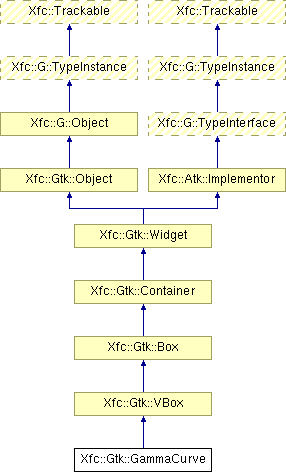 Xfc::Trackable Xfc::Trackable
Xfc::G::TypeInstance Xfc::G::TypeInstance
Xfc::G::Object Xfc::G::TypeInterface
Xfc::Gtk::Object Xfc::Atk::Implementor
Xfc::Gtk::Widget
Xfc::Gtk::Container
Xfc::Gtk::Box
Xfc::Gtk::VBox
Xfc::Gtk::GammaCurve